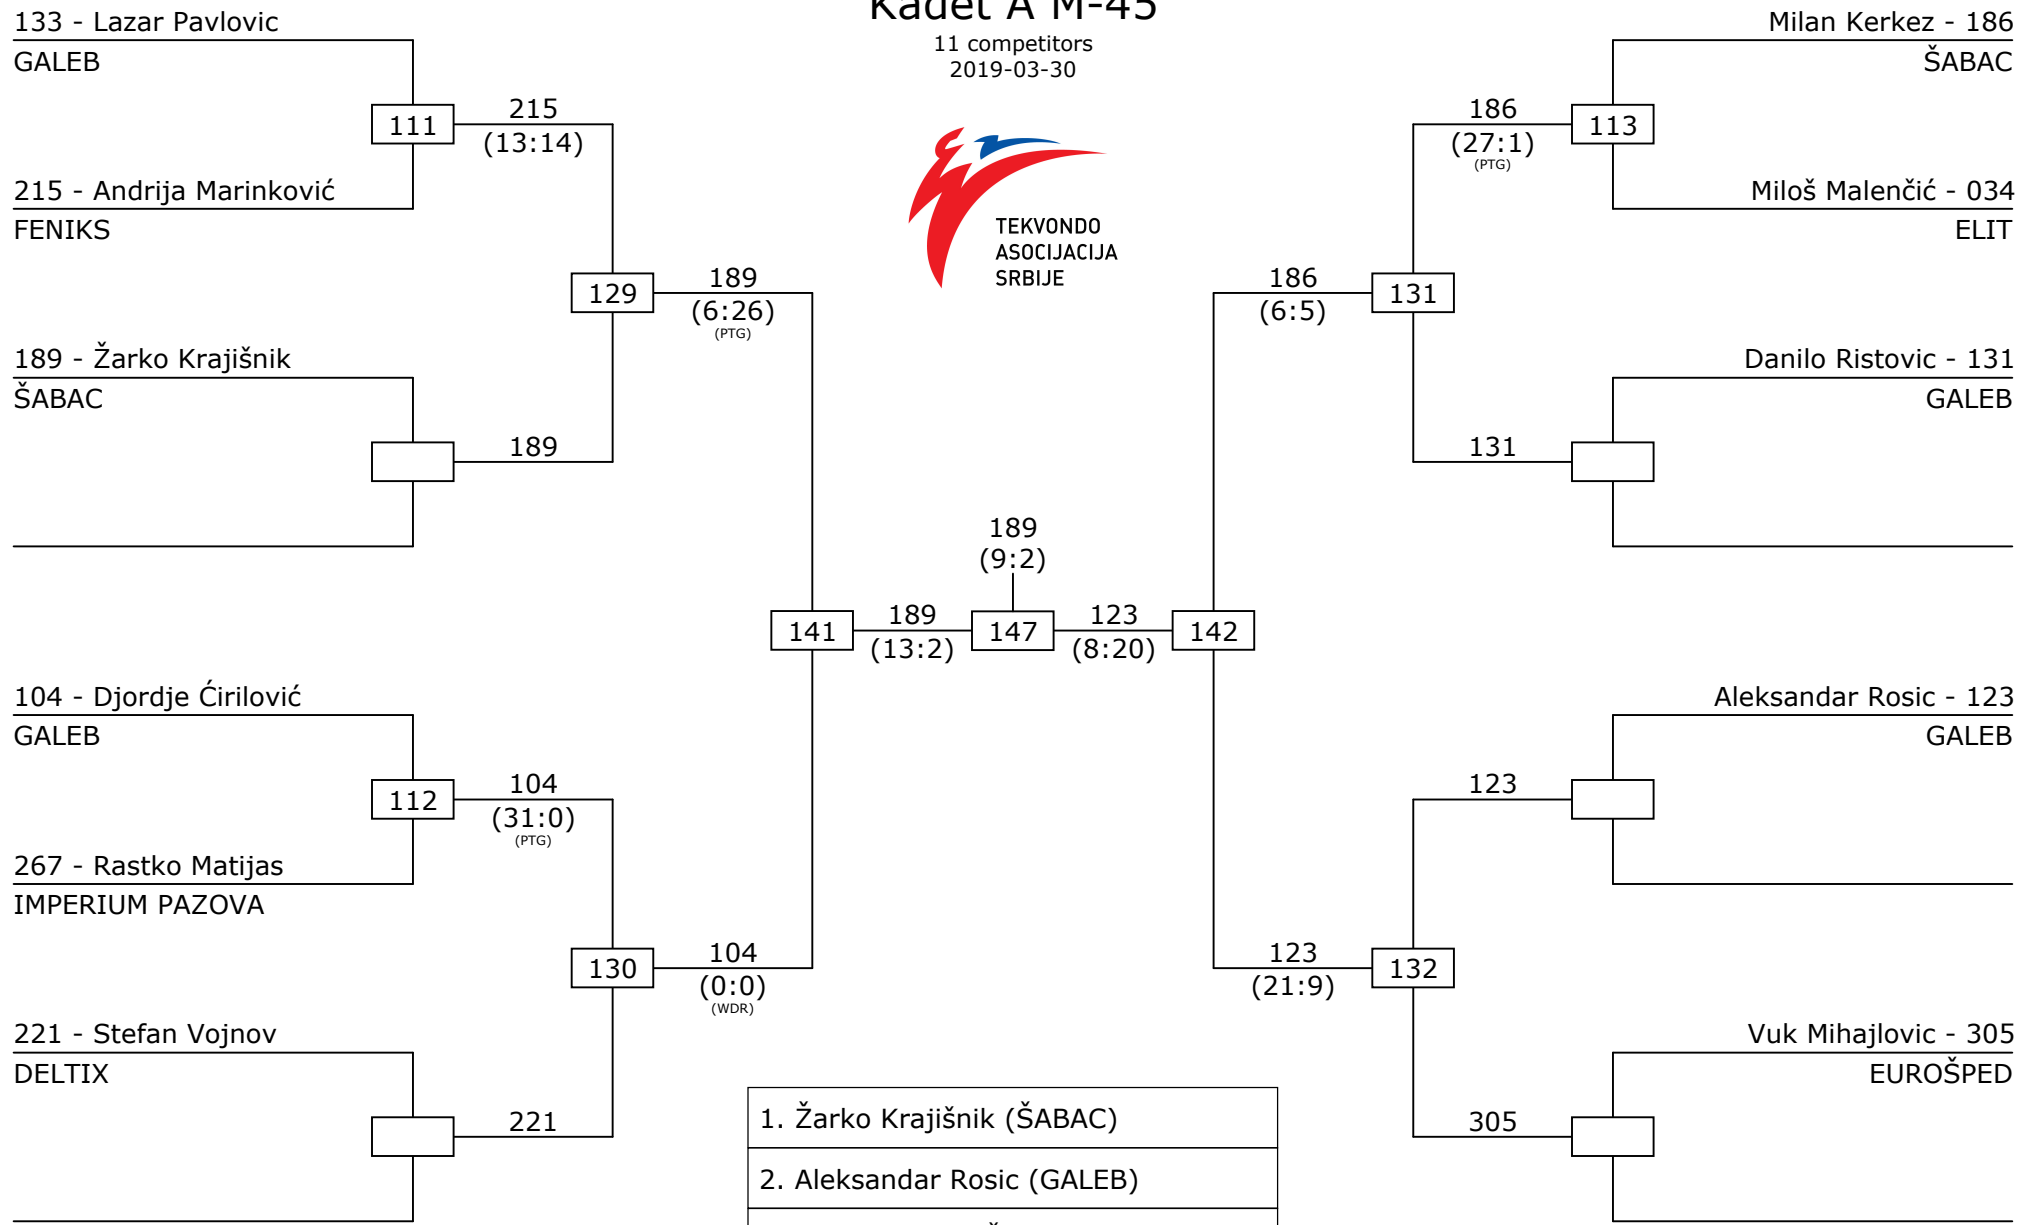 Kadet A M-45
11 competitors
2019-03-30
TEKVONDO
ASOCIJACIJA
SRBIJE
133 - Lazar Pavlovic
GALEB
111
215
(13:14)
215 - Andrija Marinković
FENIKS
129
189
(6:26)
(PTG)
189 - Žarko Krajišnik
ŠABAC
189
104 - Djordje Ćirilović
GALEB
112
104
(31:0)
(PTG)
267 - Rastko Matijas
IMPERIUM PAZOVA
130
104
(0:0)
(WDR)
221 - Stefan Vojnov
DELTIX
221
141
189
(13:2)
189
(9:2)
147
123
(8:20)
142
Milan Kerkez - 186
ŠABAC
186
(27:1)
(PTG)
113
Miloš Malenčić - 034
ELIT
186
(6:5)
131
Danilo Ristovic - 131
GALEB
131
Aleksandar Rosic - 123
GALEB
123
123
(21:9)
132
Vuk Mihajlovic - 305
EUROŠPED
305
1. Žarko Krajišnik (ŠABAC)
2. Aleksandar Rosic (GALEB)